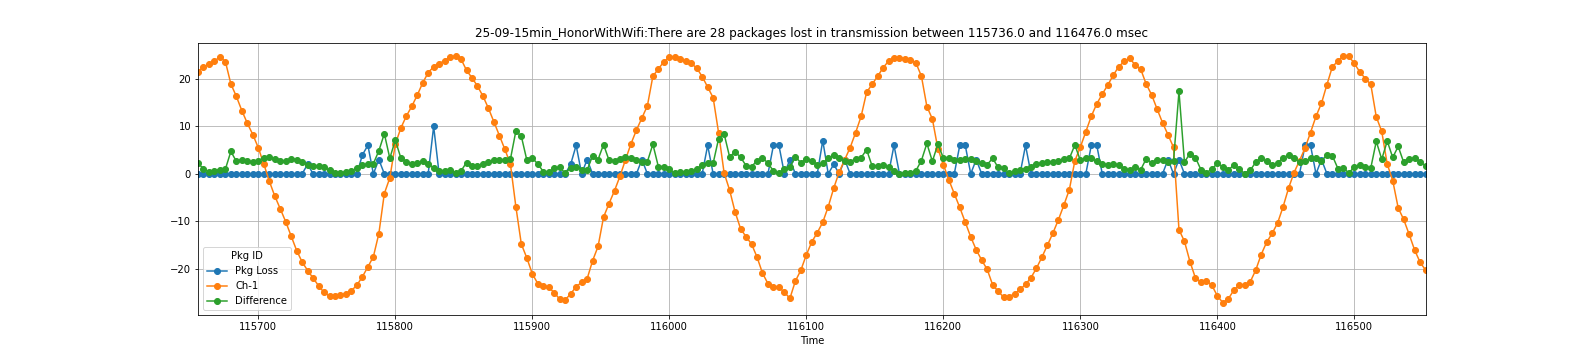 25-09-15min_HonorWithWifi:There are 28 packages lost in transmission between 115736.0 and 116476.0 msec
20
10
0
−10
−20
Pkg ID
Pkg Loss
Ch-1
Difference
115700 115800 115900 116000 116100 116200 116300 116400 116500
Time